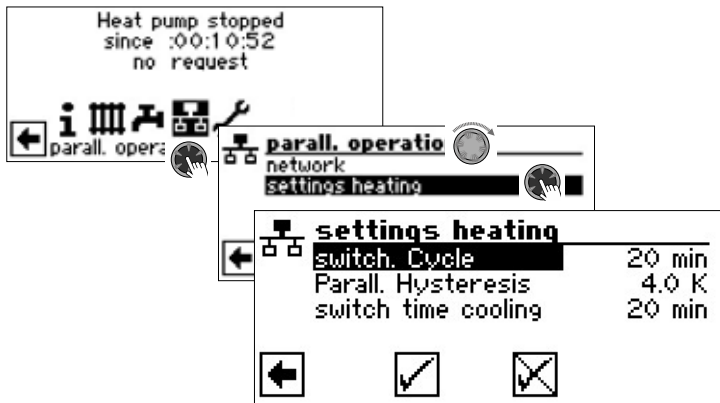 Heat pump stopped
since :00:10:52
no request
parall. opera
parall. operatio
network
settings heating
settings heating
switch. Cycle 20 min
Parall. Hysteresis 4.0 K
switch time cooling 20 min